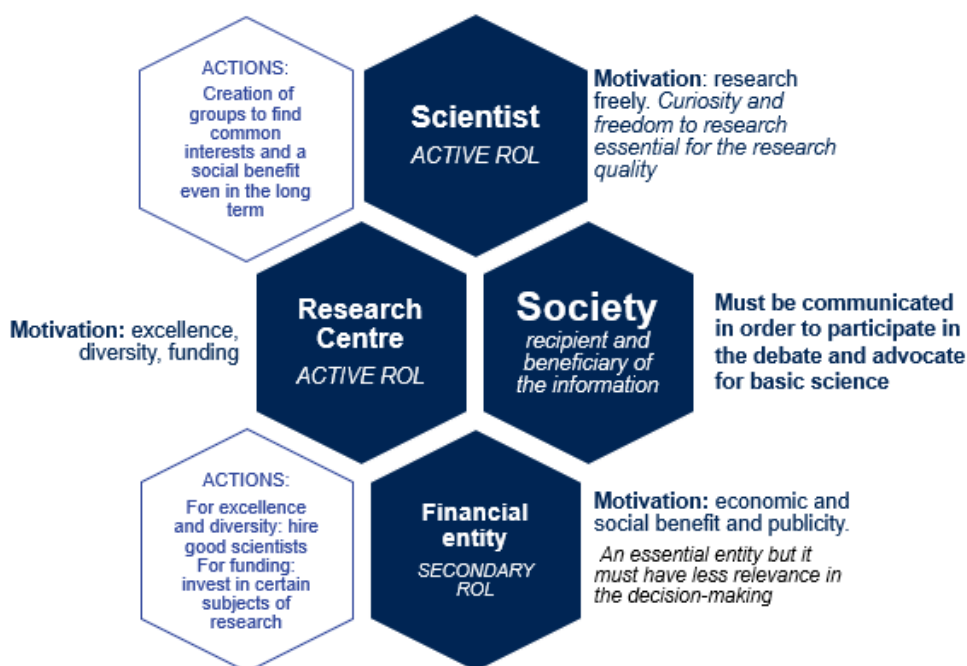 ACTIONS:
Creation of
groups to find
common
interests and a
social benefit
even in the long
term
Scientist
ACTIVE ROL
Motivation: research
freely. Curiosity and
freedom to research
essential for the research
quality
Motivation: excellence,
diversity, funding
Research
Centre
ACTIVE ROL
Society
recipient and
beneficiary of
the information
Must be communicated
in order to participate in
the debate and advocate
for basic science
ACTIONS:
For excellence
and diversity: hire
good scientists
For funding:
invest in certain
subjects of
research
Financial
entity
SECONDARY
ROL
Motivation: economic and
social benefit and publicity.
An essential entity but it
must have less relevance in
the decision-making